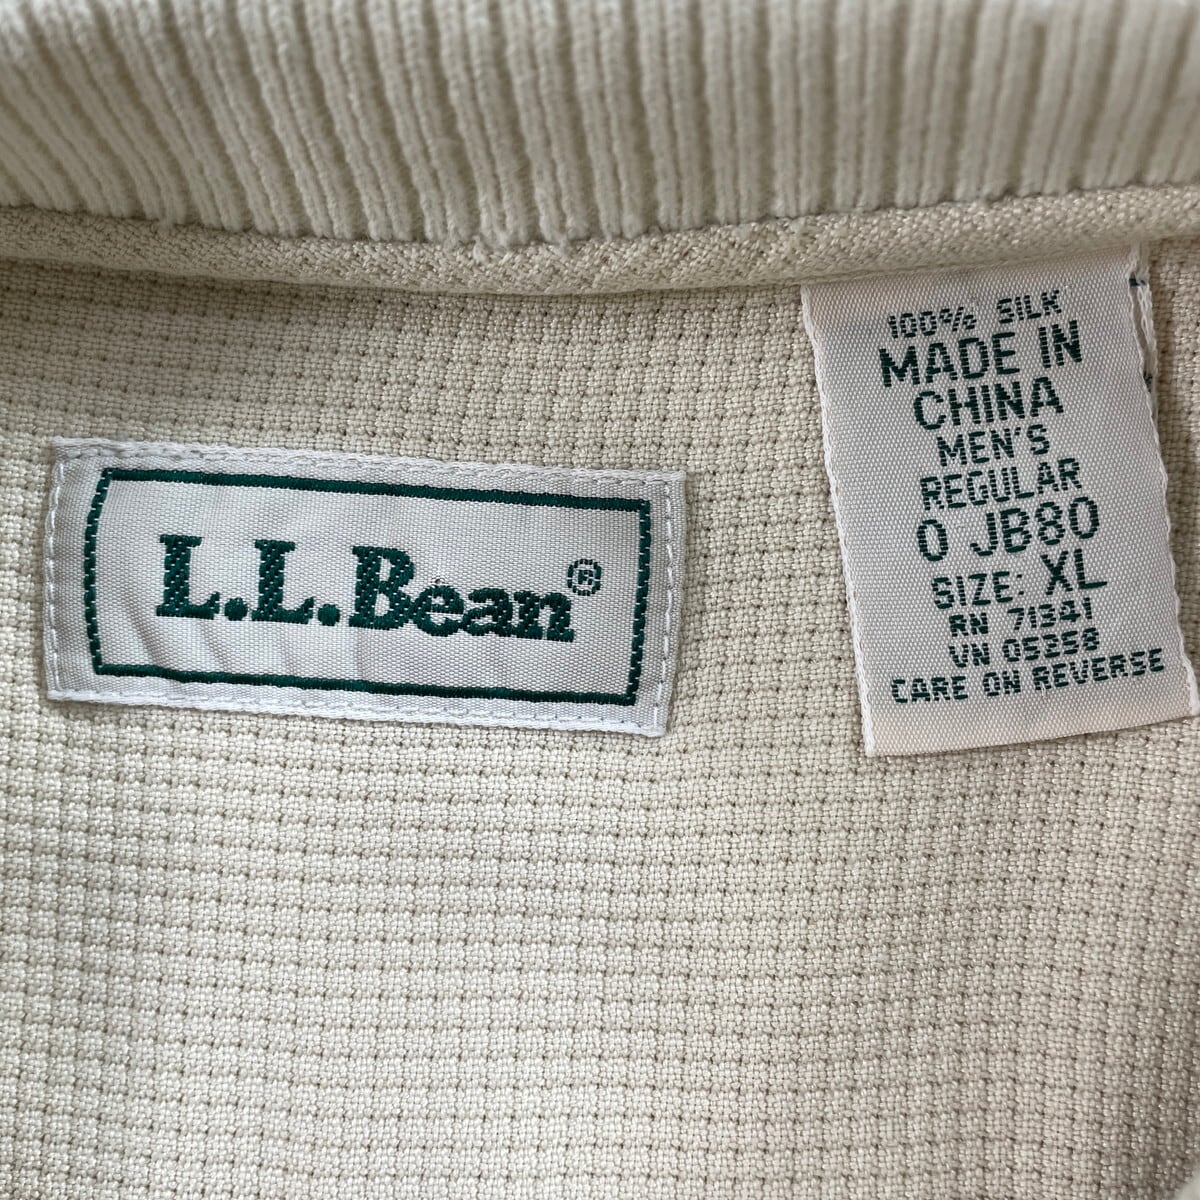 L.L.Bean®
100% SILK
MADE IN
CHINA
MEN'S
REGULAR
0 JB80
SIZE: XL
RN 71341
VN 05258
CARE ON REVERSE